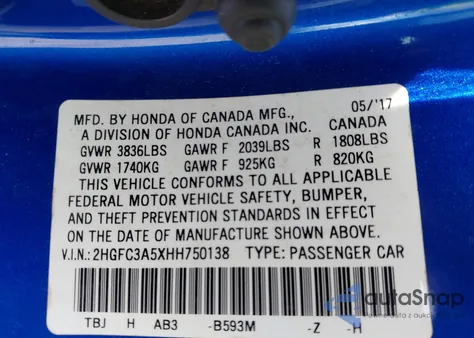 MFD. BY HONDA OF CANADA MFG., 05/'17
A DIVISION OF HONDA CANADA INC. CANADA
GVWR 3836LBS GAWR F 2039LBS R 1808LBS
GVWR 1740KG GAWR F 925KG R 820KG
THIS VEHICLE CONFORMS TO ALL APPLICABLE
FEDERAL MOTOR VEHICLE SAFETY, BUMPER,
AND THEFT PREVENTION STANDARDS IN EFFECT
ON THE DATE OF MANUFACTURE SHOWN ABOVE.
V.I.N.: 2HGFC3A5XHH750138 TYPE: PASSENGER CAR
TBJ H AB3 -B593M -Z -H
autaSnap